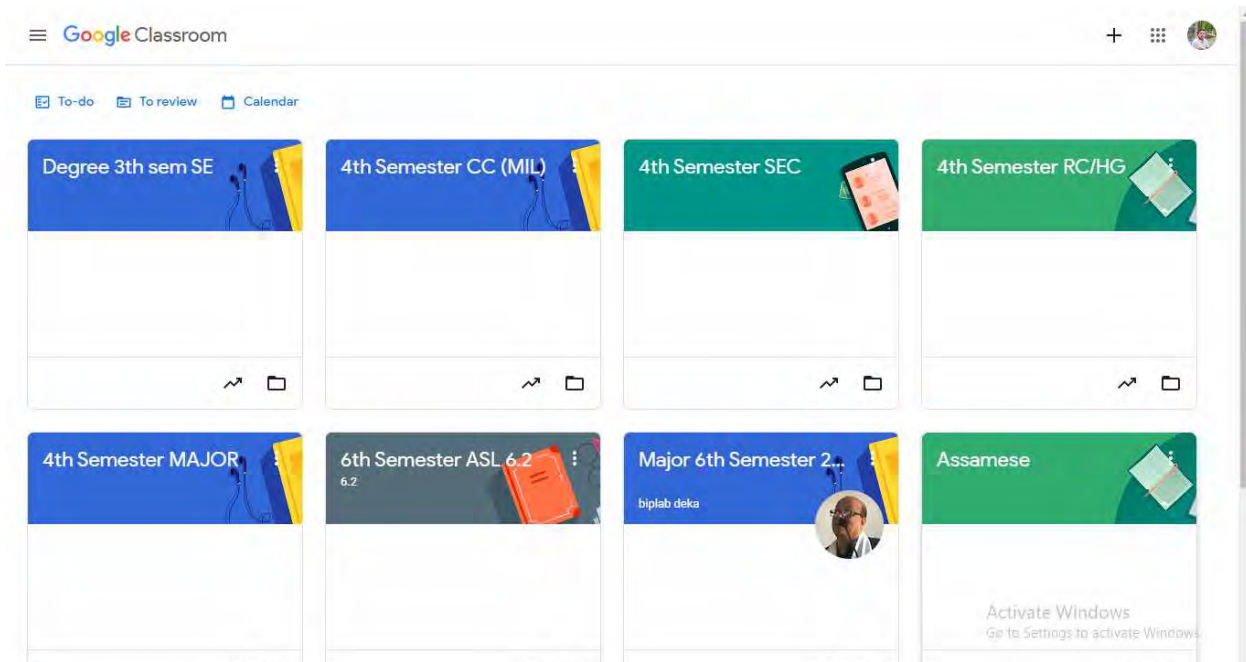 Google Classroom
To-do To review Calendar
Degree 3th sem SE
4th Semester CC (MIL)
4th Semester SEC
4th Semester RC/HG
4th Semester MAJOR
6th Semester ASL 6.2
6.2
Major 6th Semester 2...
biplab deka
Assamese
Activate Windows
Go to Settings to activate Windows.